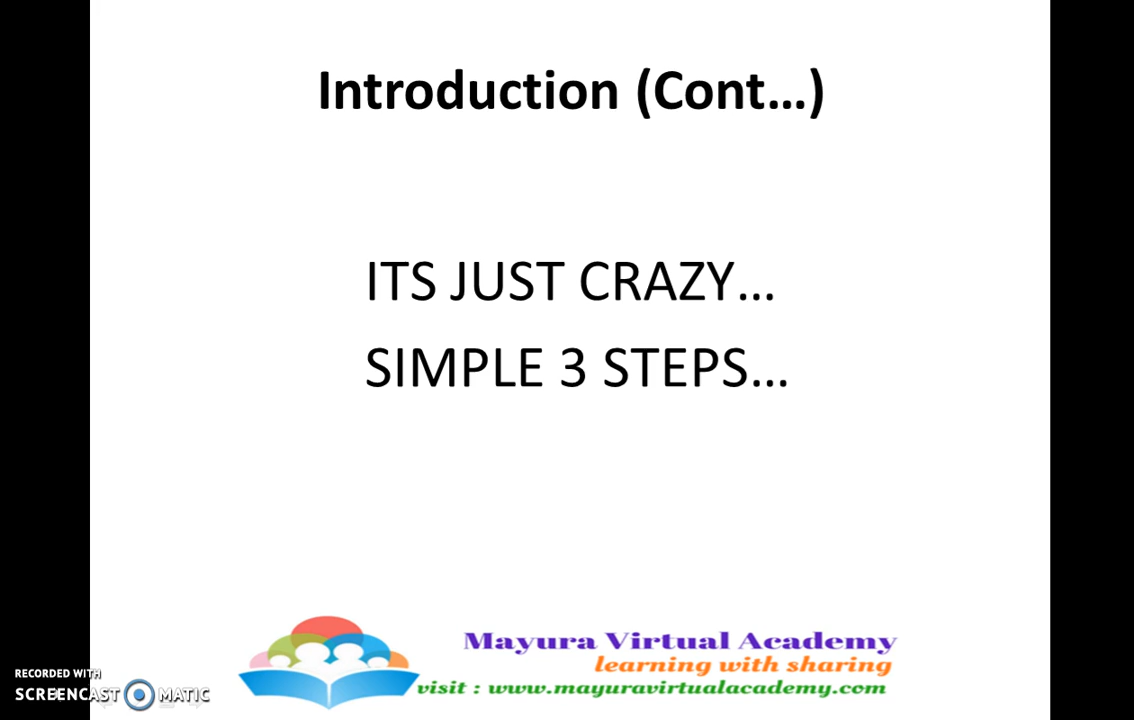 Introduction (Cont…)
ITS JUST CRAZY…
SIMPLE 3 STEPS…
Mayura Virtual Academy
learning with sharing
visit : www.mayuravirtualacademy.com
RECORDED WITH
SCREENCAST MATIC